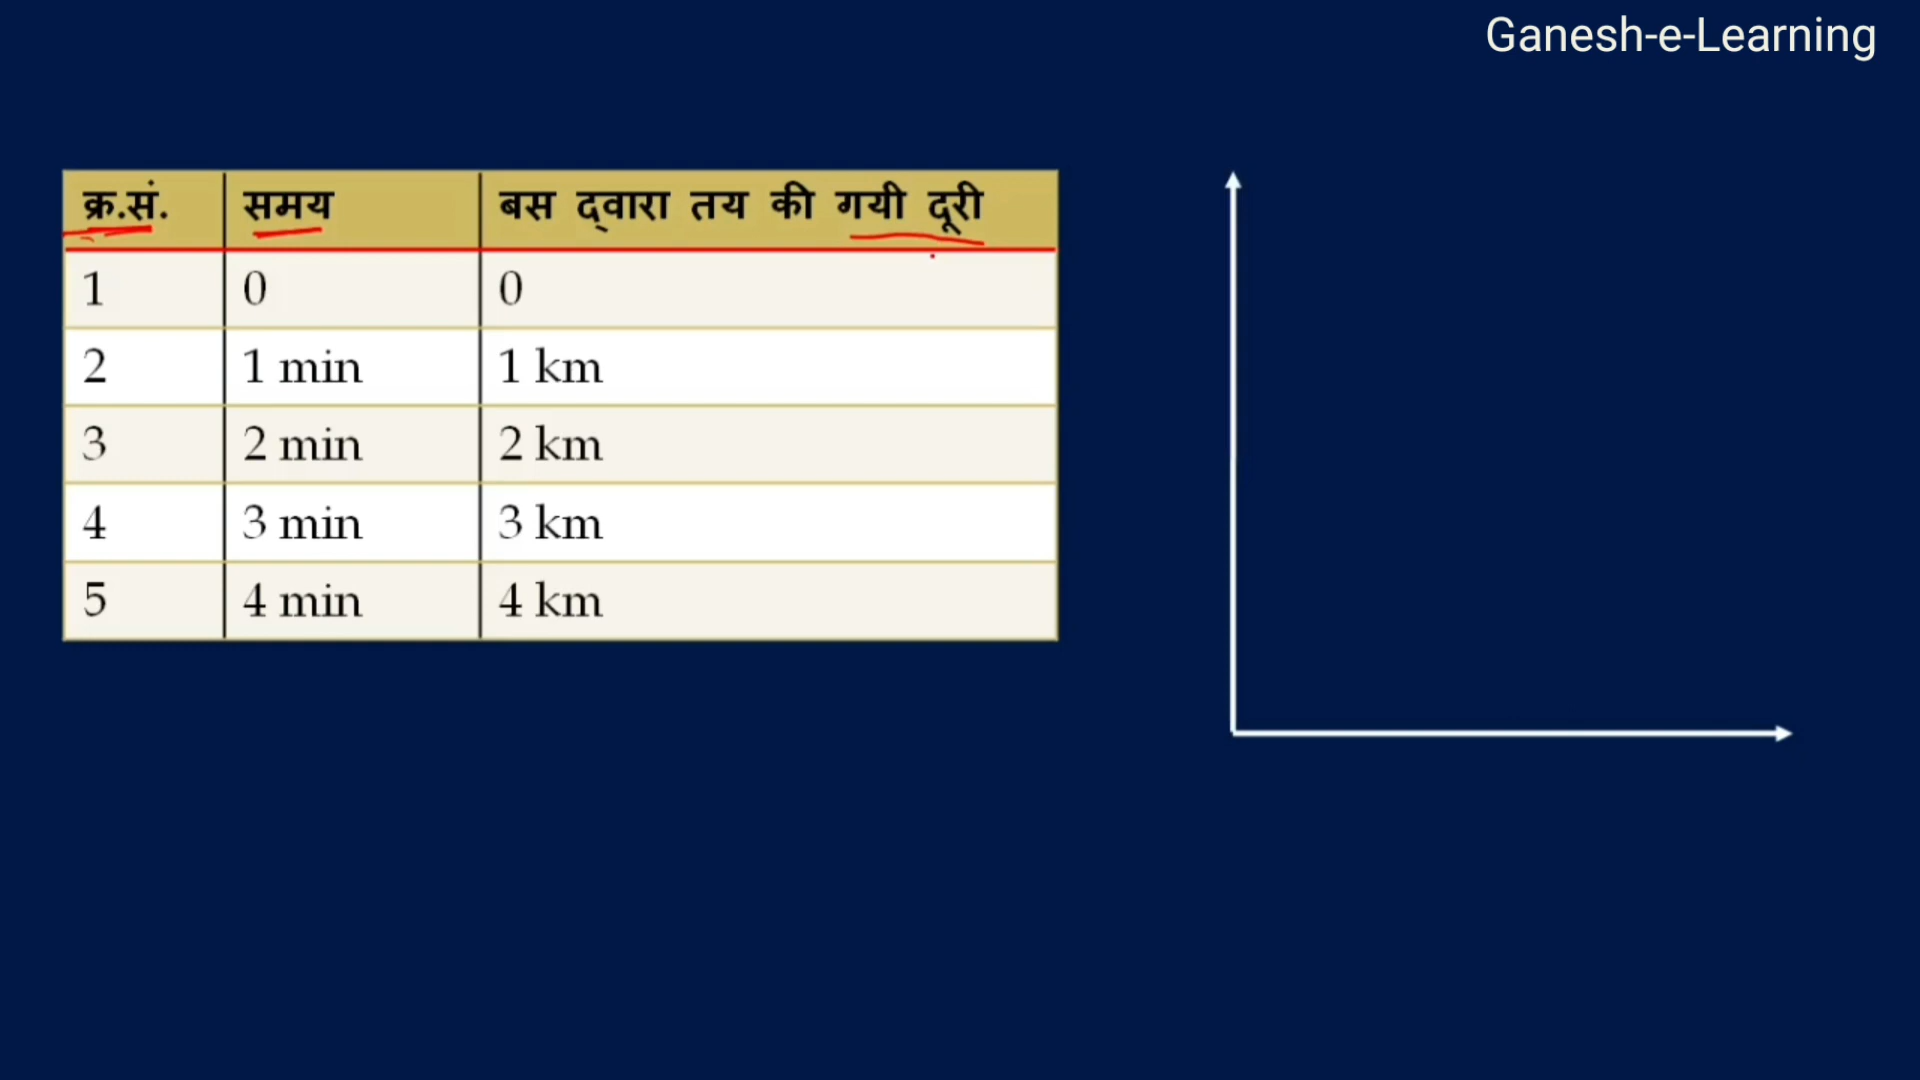 Ganesh-e-Learning
क्र.सं. समय बस द्वारा तय की गयी दूरी
1 0 0
2 1 min 1 km
3 2 min 2 km
4 3 min 3 km
5 4 min 4 km